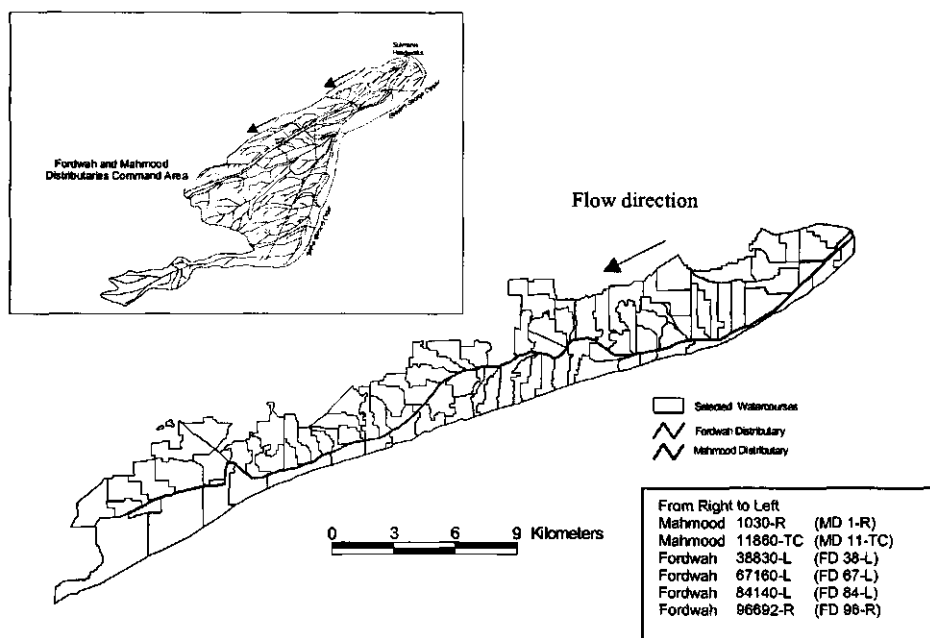 Fordwah and Mahmood
Distributaries Command Area
Flow direction
Selected Watercourses
Fordwah Distributary
Mahmood Distributary
0 3 6 9 Kilometers
From Right to Left
Mahmood 1030-R (MD 1-R)
Mahmood 11860-TC (MD 11-TC)
Fordwah 38830-L (FD 38-L)
Fordwah 67160-L (FD 67-L)
Fordwah 84140-L (FD 84-L)
Fordwah 96692-R (FD 96-R)